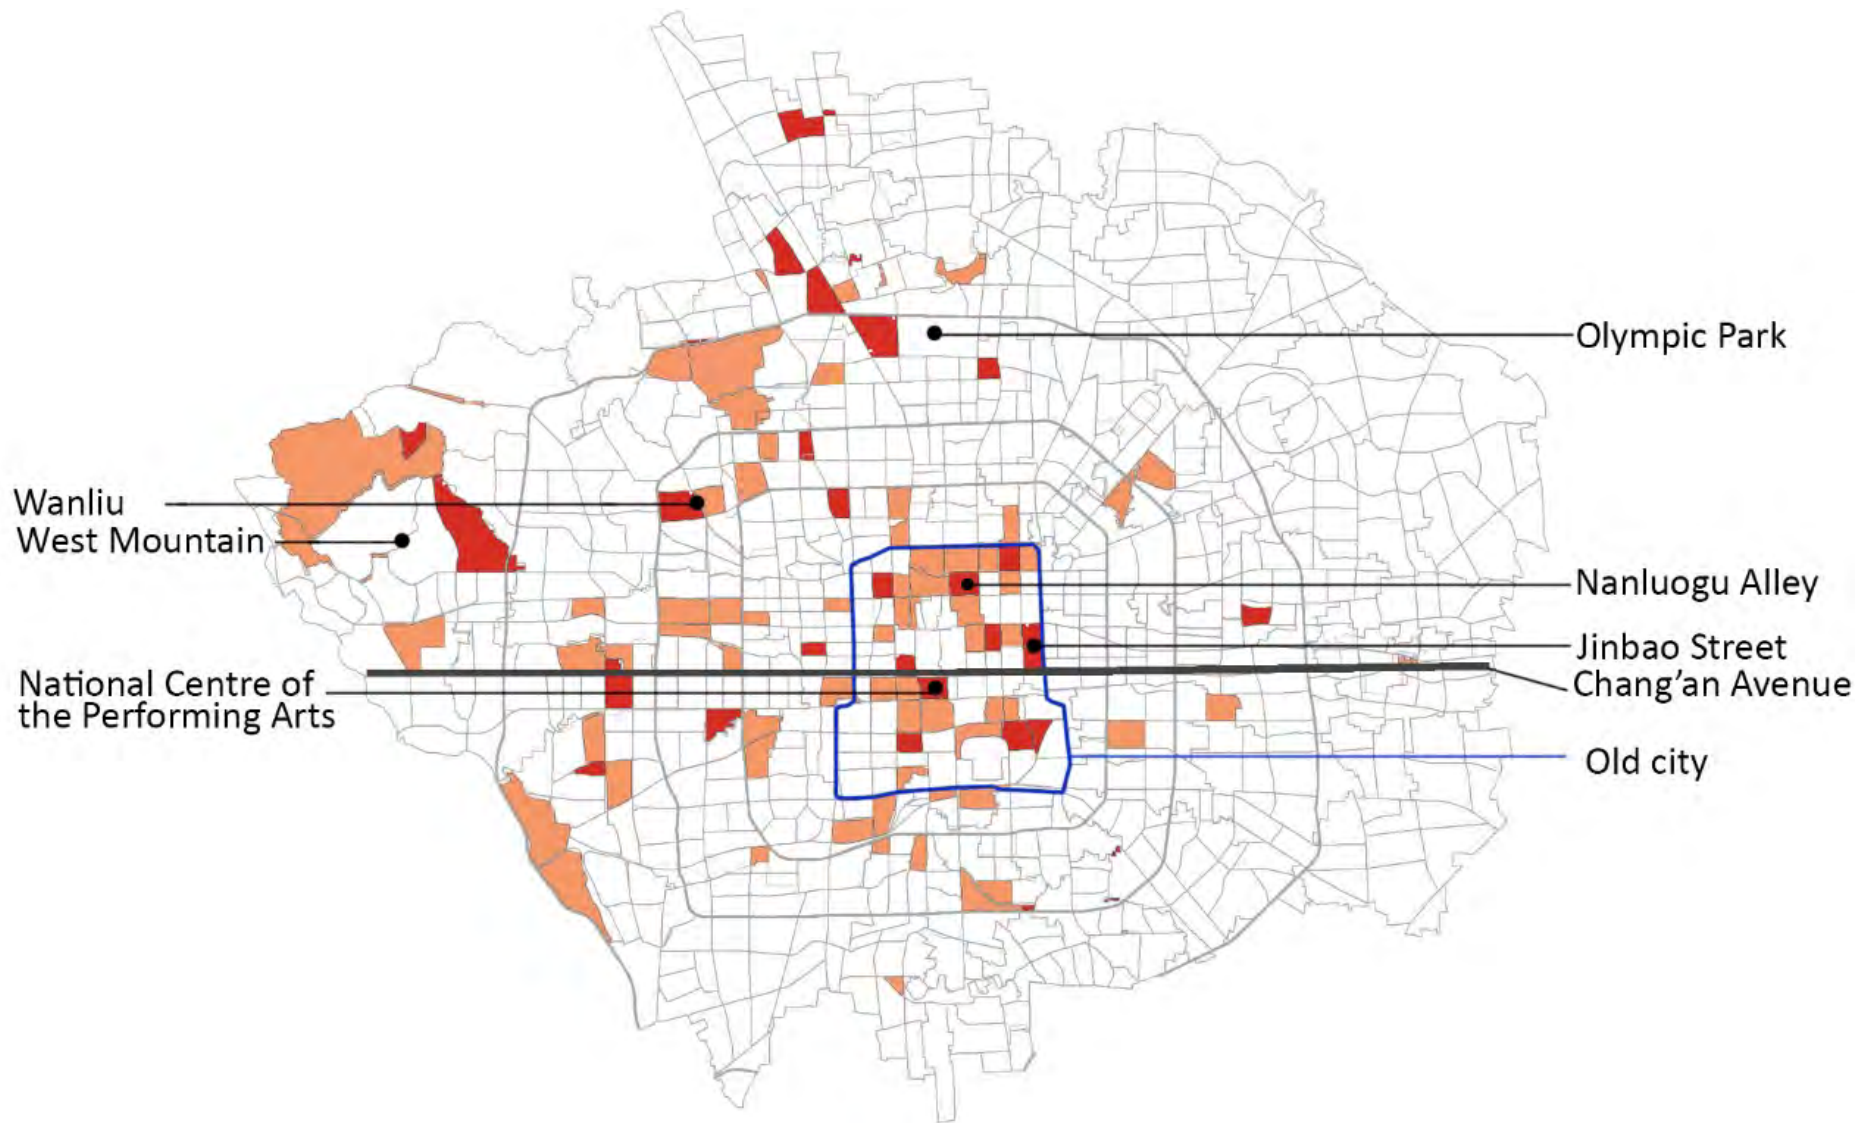 Olympic Park
Wanliu
West Mountain
Nanluogu Alley
Jinbao Street
National Centre of
the Performing Arts
Chang’an Avenue
Old city